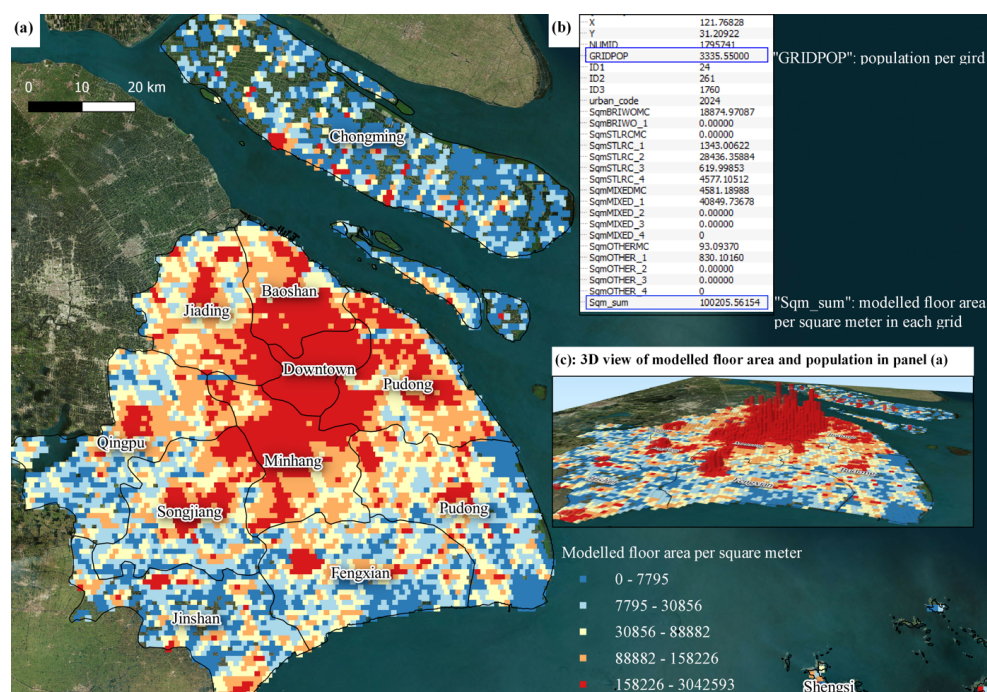 (a)
0 10 20 km
Chongming
Baoshan
Jiading
Downtown
Pudong
Qingpu
Minhang
Songjiang
Pudong
Fengxian
Jinshan
(b)
X 121.76828
Y 31.20922
NUMID 1795741
GRIDPOP 3335.55000
ID1 24
ID2 261
ID3 1760
urban_code 2024
SqmBRIWOMC 18874.97087
SqmBRIWO_1 0.00000
SqmSTLRCMC 0.00000
SqmSTLRC_1 1343.00622
SqmSTLRC_2 28436.35884
SqmSTLRC_3 619.99853
SqmSTLRC_4 4577.10512
SqmMIXEDMC 4581.18988
SqmMIXED_1 40849.73678
SqmMIXED_2 0.00000
SqmMIXED_3 0.00000
SqmMIXED_4 0
SqmOTHERMC 93.09370
SqmOTHER_1 830.10160
SqmOTHER_2 0.00000
SqmOTHER_3 0.00000
SqmOTHER_4 0
Sqm_sum 100205.56154
"GRIDPOP": population per gird
"Sqm_sum": modelled floor area
per square meter in each grid
(c): 3D view of modelled floor area and population in panel (a)
Modelled floor area per square meter
0 - 7795
7795 - 30856
30856 - 88882
88882 - 158226
158226 - 3042593
Shengsi